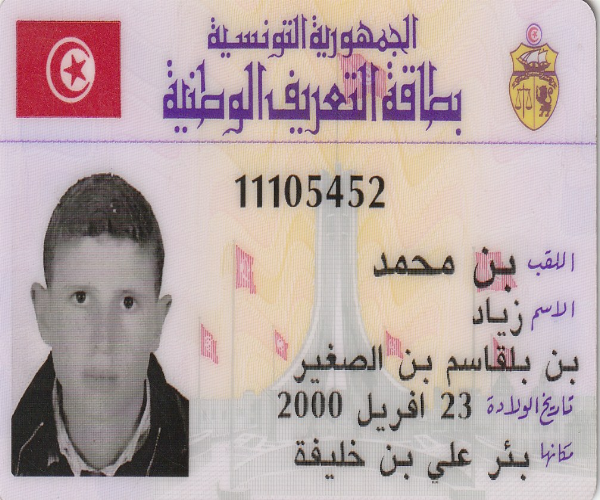 الجمهورية التونسية
بطاقة التعريف الوطنية
11105452
اللقب بن محمد
الاسم زياد
بن بلقاسم بن الصغير
تاريخ الولادة 23 افريل 2000
مكانها بئر علي بن خليفة